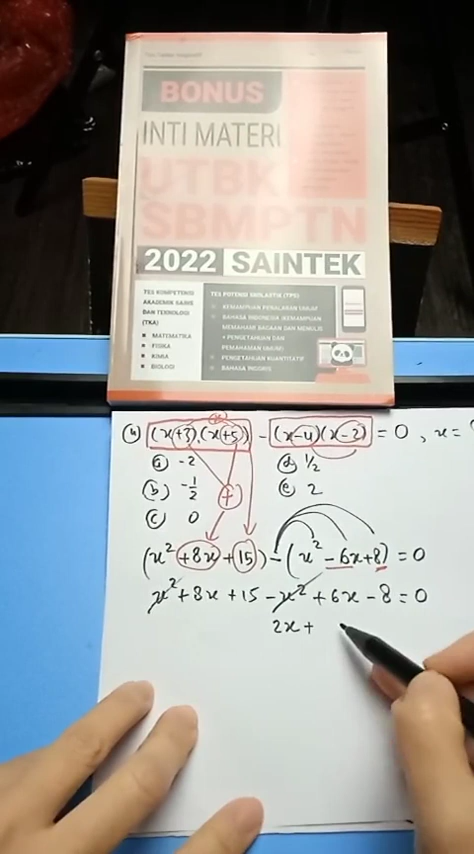 BONUS
INTI MATERI
UTBK
SBMPTN
2022 SAINTEK
TES KOMPETENSI
AKADEMIK SAINS
DAN TEKNOLOGI
(TKA)
MATEMATIKA
FISIKA
KIMIA
BIOLOGI
TES POTENSI SKOLASTIK (TPS)
KEMAMPUAN PENALARAN UMUM
BAHASA INDONESIA (KEMAMPUAN
MEMAHAMI BACAAN DAN MENULIS
+ PENGETAHUAN DAN
PEMAHAMAN UMUM)
PENGETAHUAN KUANTITATIF
BAHASA INGGRIS
(x+3).(x+5) - (x-4)(x-2) = 0 , x =
a -2 d 1/2
b -1/2 + e 2
c 0
(x² +8x +15) - (x² -6x+8) = 0
x² +8x +15 -x² +6x -8 = 0
2x +